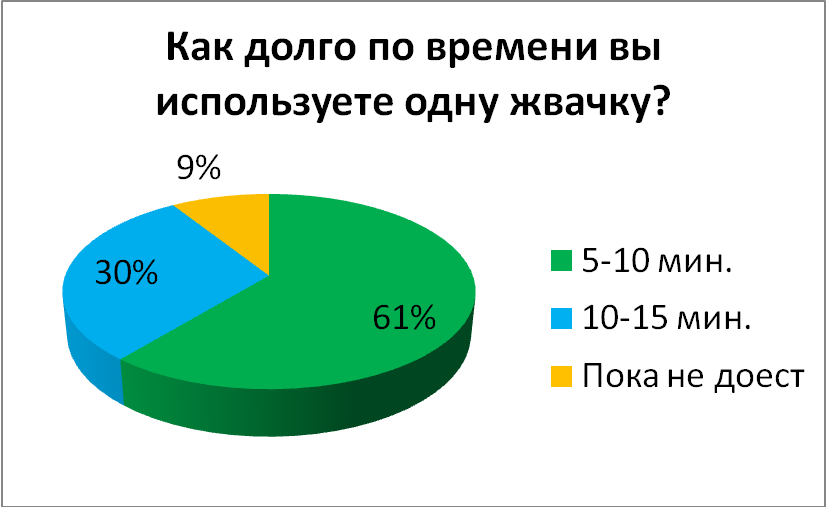 Как долго по времени вы
используете одну жвачку?
9%
30%
61%
5-10 мин.
10-15 мин.
Пока не доест